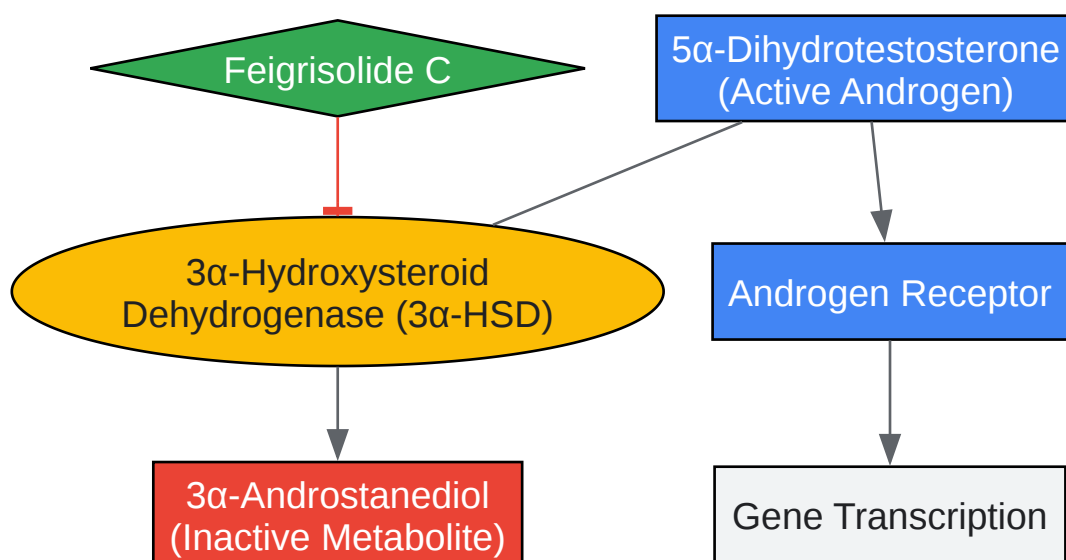 Feigrisolide C
5α-Dihydrotestosterone
(Active Androgen)
3α-Hydroxysteroid
Dehydrogenase (3α-HSD)
Androgen Receptor
3α-Androstanediol
(Inactive Metabolite)
Gene Transcription